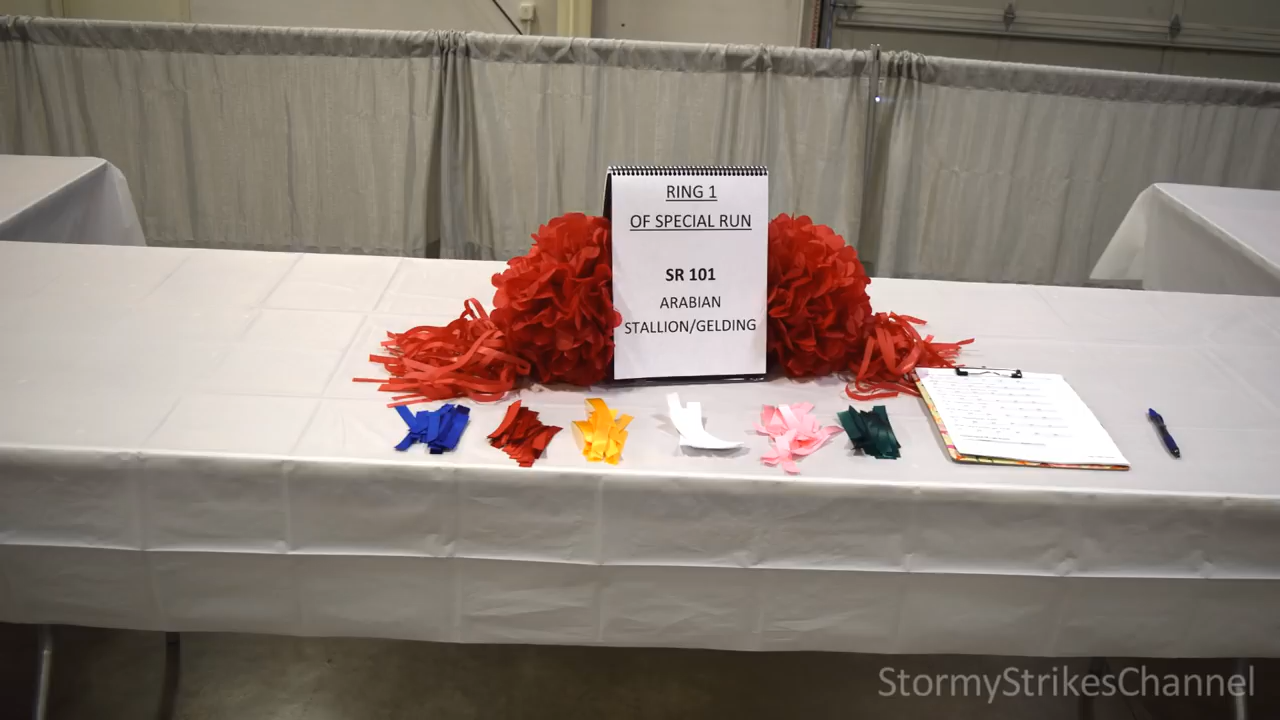 RING 1
OF SPECIAL RUN
SR 101
ARABIAN
STALLION/GELDING
StormyStrikesChannel